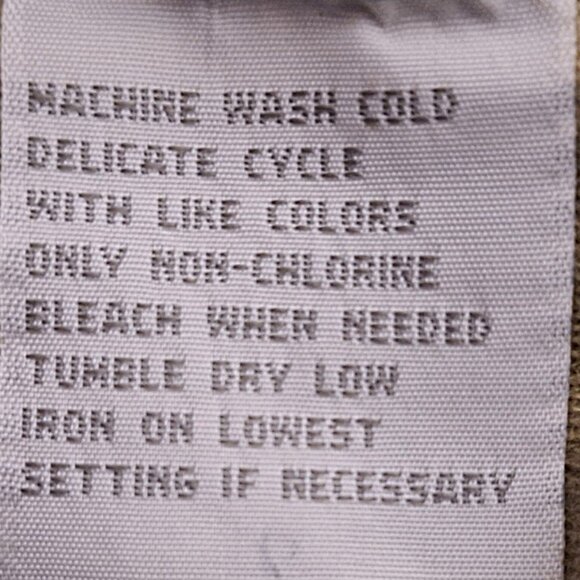 MACHINE WASH COLD
DELICATE CYCLE
WITH LIKE COLORS
ONLY NON-CHLORINE
BLEACH WHEN NEEDED
TUMBLE DRY LOW
IRON ON LOWEST
SETTING IF NECESSARY